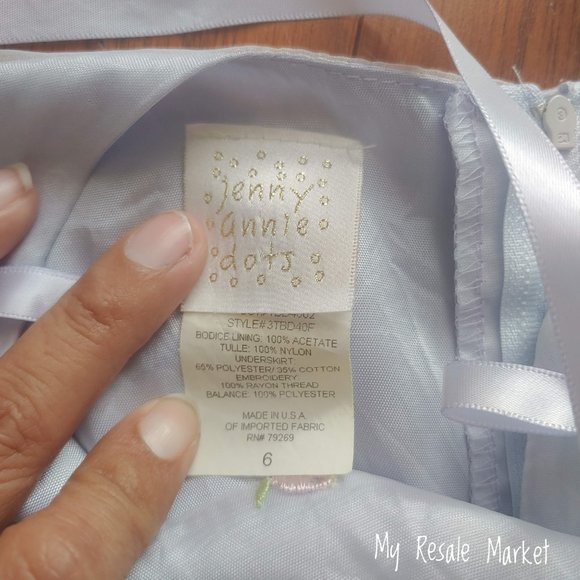 jenny
annie
dots
STYLE# 3TBD40F
BODICE LINING: 100% ACETATE
TULLE: 100% NYLON
UNDERSKIRT
65% POLYESTER/ 35% COTTON
EMBROIDERY
100% RAYON THREAD
BALANCE: 100% POLYESTER
MADE IN U.S.A
OF IMPORTED FABRIC
RN# 79269
6
My Resale Market